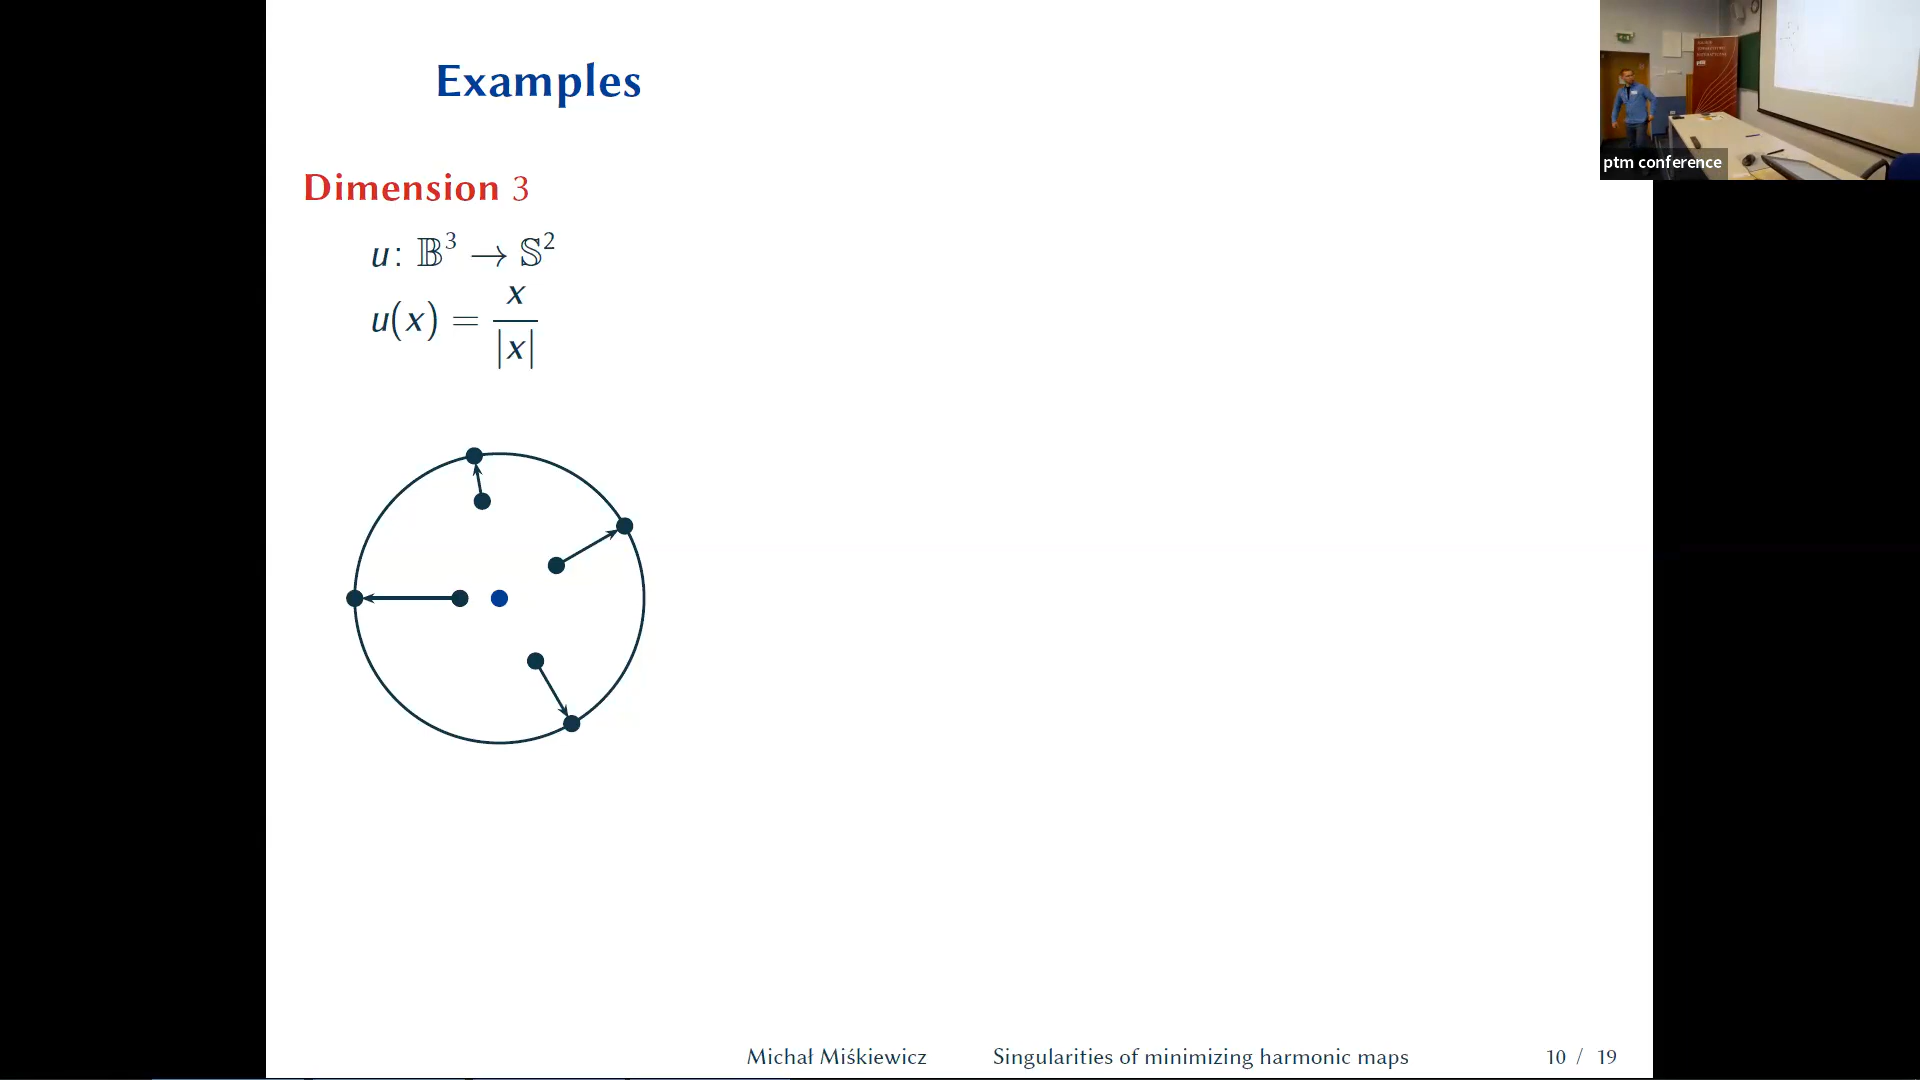 Examples
Dimension 3
u: 𝔹³ → 𝕊²
u(x) = x / |x|
ptm conference
Michał Miśkiewicz Singularities of minimizing harmonic maps 10 / 19